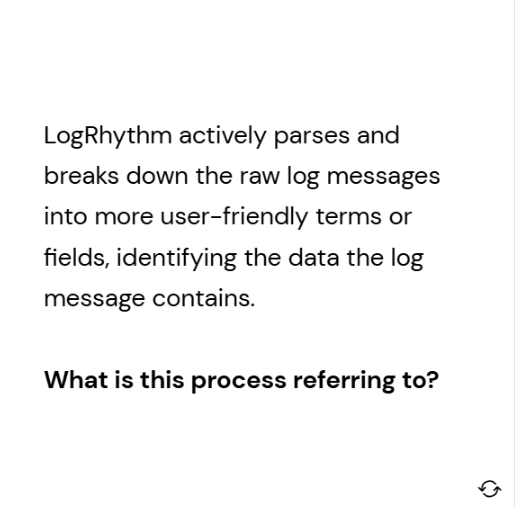 LogRhythm actively parses and
breaks down the raw log messages
into more user-friendly terms or
fields, identifying the data the log
message contains.
What is this process referring to?